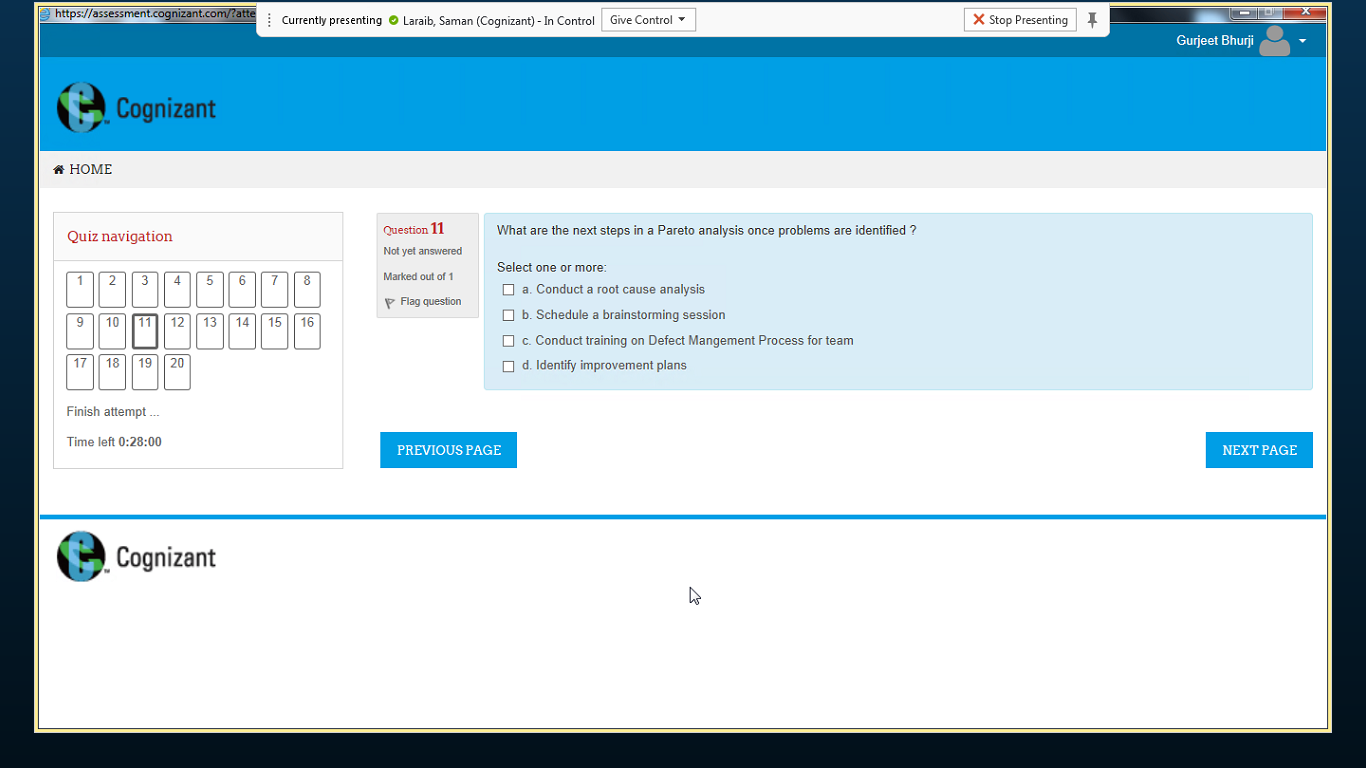 https://assessment.cognizant.com/?atte
Currently presenting Laraib, Saman (Cognizant) - In Control Give Control Stop Presenting
Gurjeet Bhurji
Cognizant
HOME
Quiz navigation
1 2 3 4 5 6 7 8
9 10 11 12 13 14 15 16
17 18 19 20
Finish attempt ...
Time left 0:28:00
Question 11
Not yet answered
Marked out of 1
Flag question
What are the next steps in a Pareto analysis once problems are identified ?
Select one or more:
a. Conduct a root cause analysis
b. Schedule a brainstorming session
c. Conduct training on Defect Mangement Process for team
d. Identify improvement plans
PREVIOUS PAGE NEXT PAGE
Cognizant